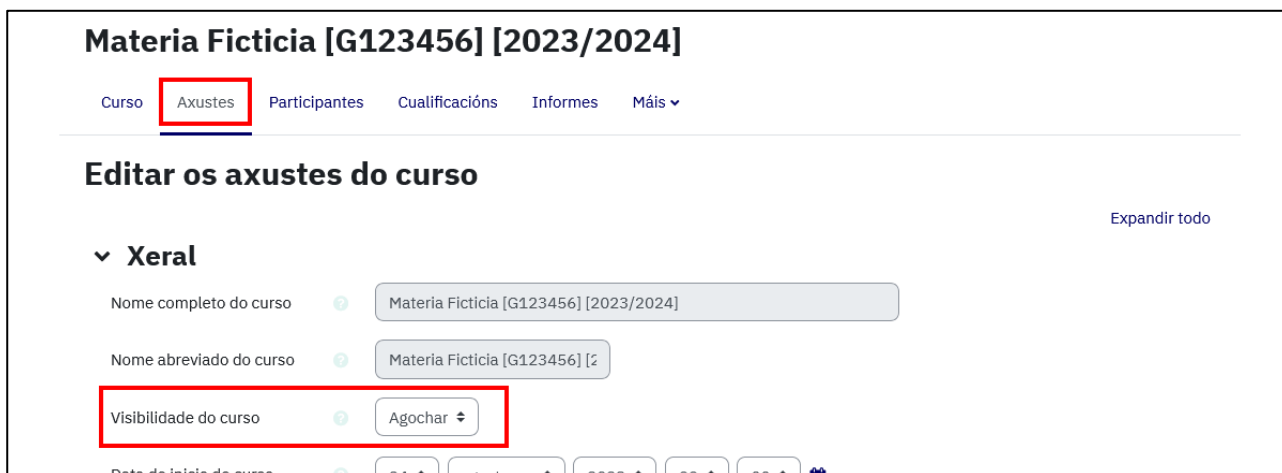 Materia Ficticia [G123456] [2023/2024]
Curso Axustes Participantes Cualificacións Informes Máis
Editar os axustes do curso
Expandir todo
Xeral
Nome completo do curso ? Materia Ficticia [G123456] [2023/2024]
Nome abreviado do curso ? Materia Ficticia [G123456] [2
Visibilidade do curso ? Agochar